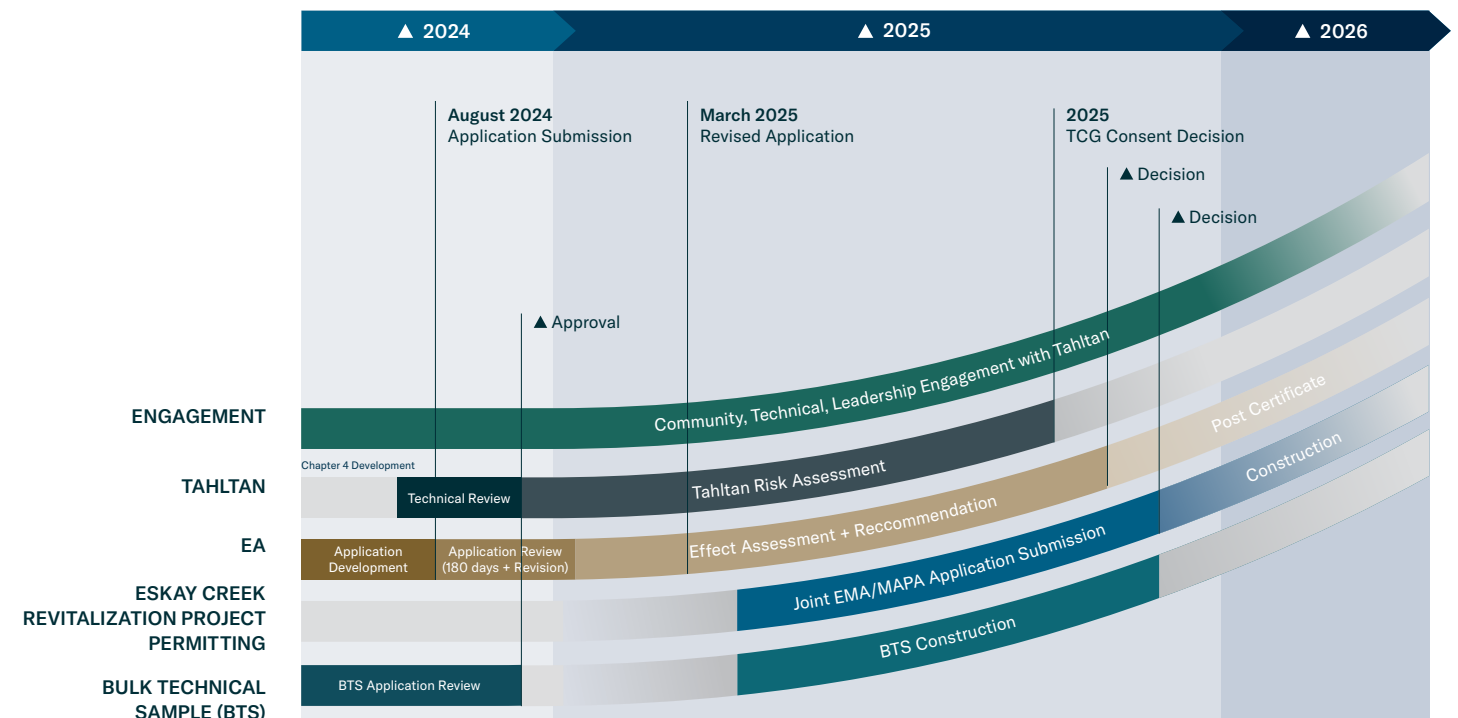 ▲ 2024
▲ 2025
▲ 2026
August 2024
Application Submission
March 2025
Revised Application
2025
TCG Consent Decision
▲ Decision
▲ Decision
▲ Approval
ENGAGEMENT
Community, Technical, Leadership Engagement with Tahltan
Chapter 4 Development
TAHLTAN
Technical Review
Tahltan Risk Assessment
EA
Application
Development
Application Review
(180 days + Revision)
Effect Assessment + Reccommendation
Post Certificate
ESKAY CREEK
REVITALIZATION PROJECT
PERMITTING
Joint EMA/MAPA Application Submission
Construction
BULK TECHNICAL
SAMPLE (BTS)
BTS Application Review
BTS Construction